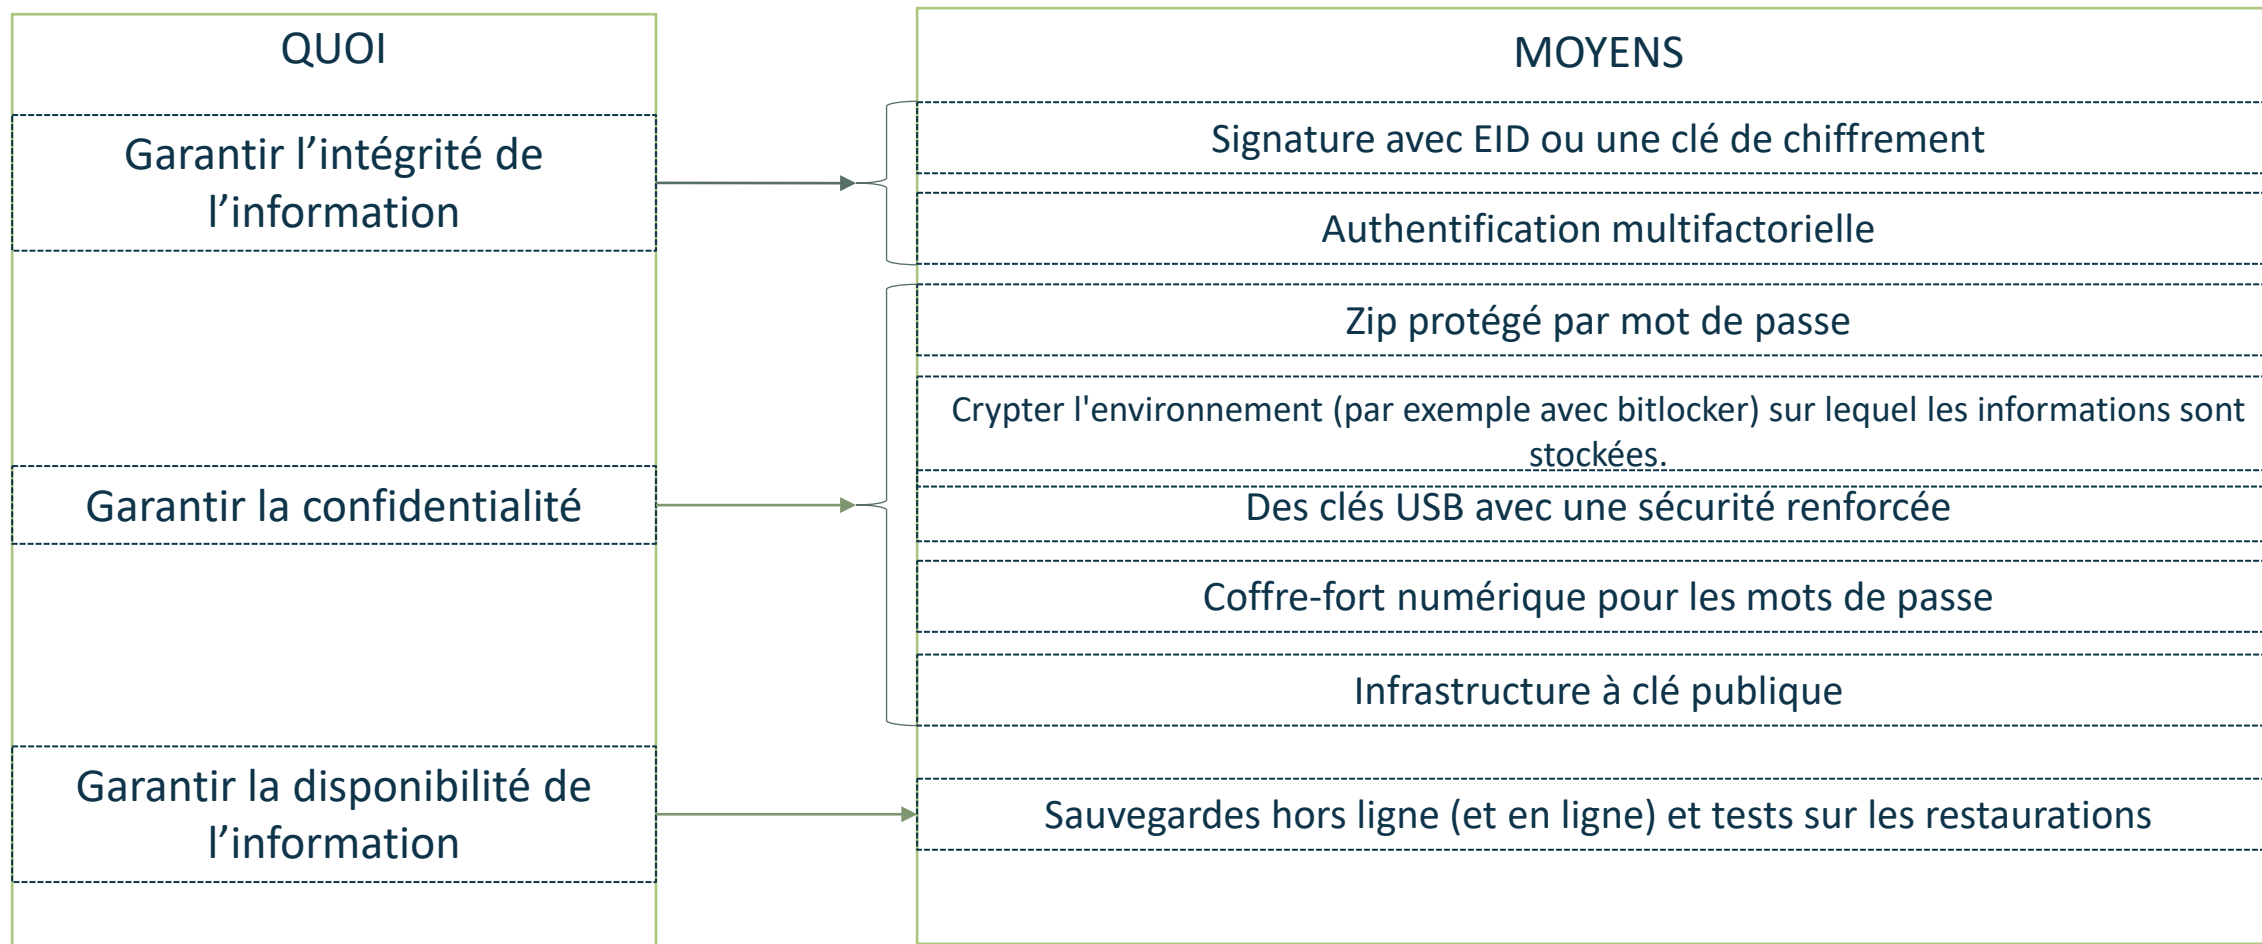 QUOI
Garantir l’intégrité de
l’information
Garantir la confidentialité
Garantir la disponibilité de
l’information
MOYENS
Signature avec EID ou une clé de chiffrement
Authentification multifactorielle
Zip protégé par mot de passe
Crypter l'environnement (par exemple avec bitlocker) sur lequel les informations sont
stockées.
Des clés USB avec une sécurité renforcée
Coffre-fort numérique pour les mots de passe
Infrastructure à clé publique
Sauvegardes hors ligne (et en ligne) et tests sur les restaurations